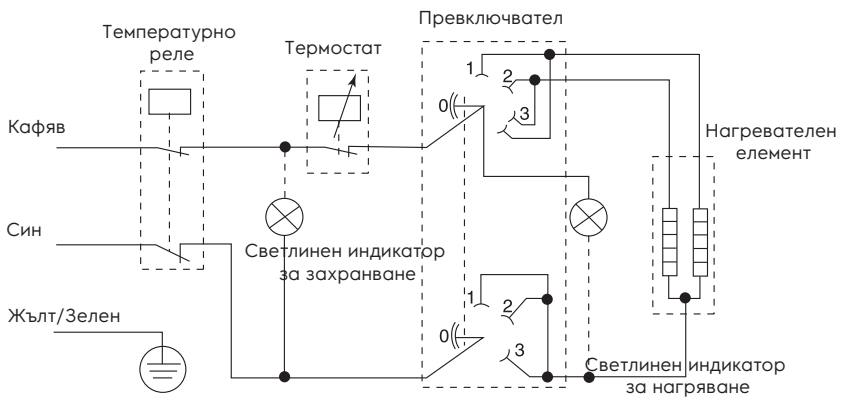 Превключвател
Температурно
реле
Термостат
1
2
0
3
Кафяв
Нагревателен
елемент
Син
Светлинен индикатор
за захранване
1
2
Жълт/Зелен
0
3
Светлинен индикатор
за нагряване